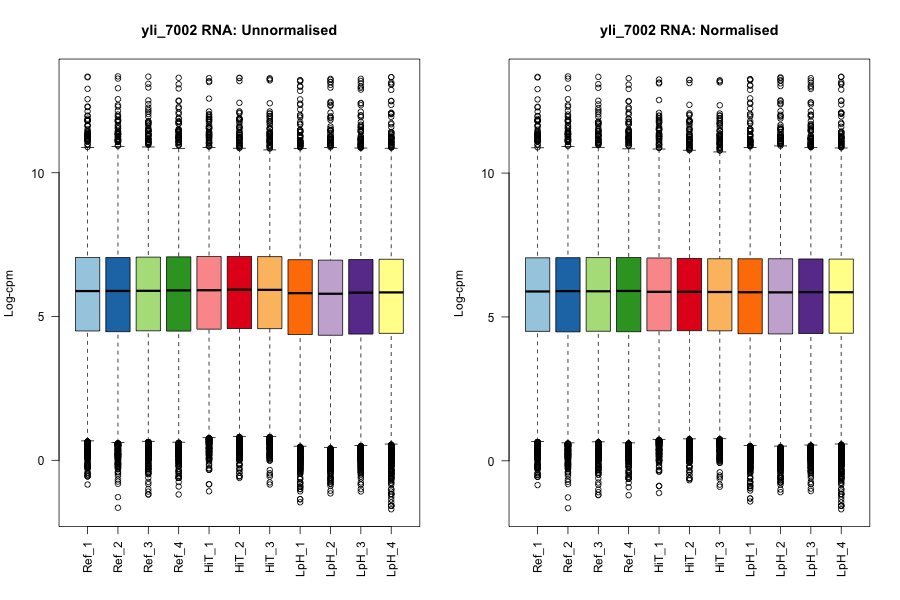 yli_7002 RNA: Unnormalised
Log-cpm
10
5
0
Ref_1
Ref_2
Ref_3
Ref_4
HiT_1
HiT_2
HiT_3
LpH_1
LpH_2
LpH_3
LpH_4
yli_7002 RNA: Normalised
Log-cpm
10
5
0
Ref_1
Ref_2
Ref_3
Ref_4
HiT_1
HiT_2
HiT_3
LpH_1
LpH_2
LpH_3
LpH_4